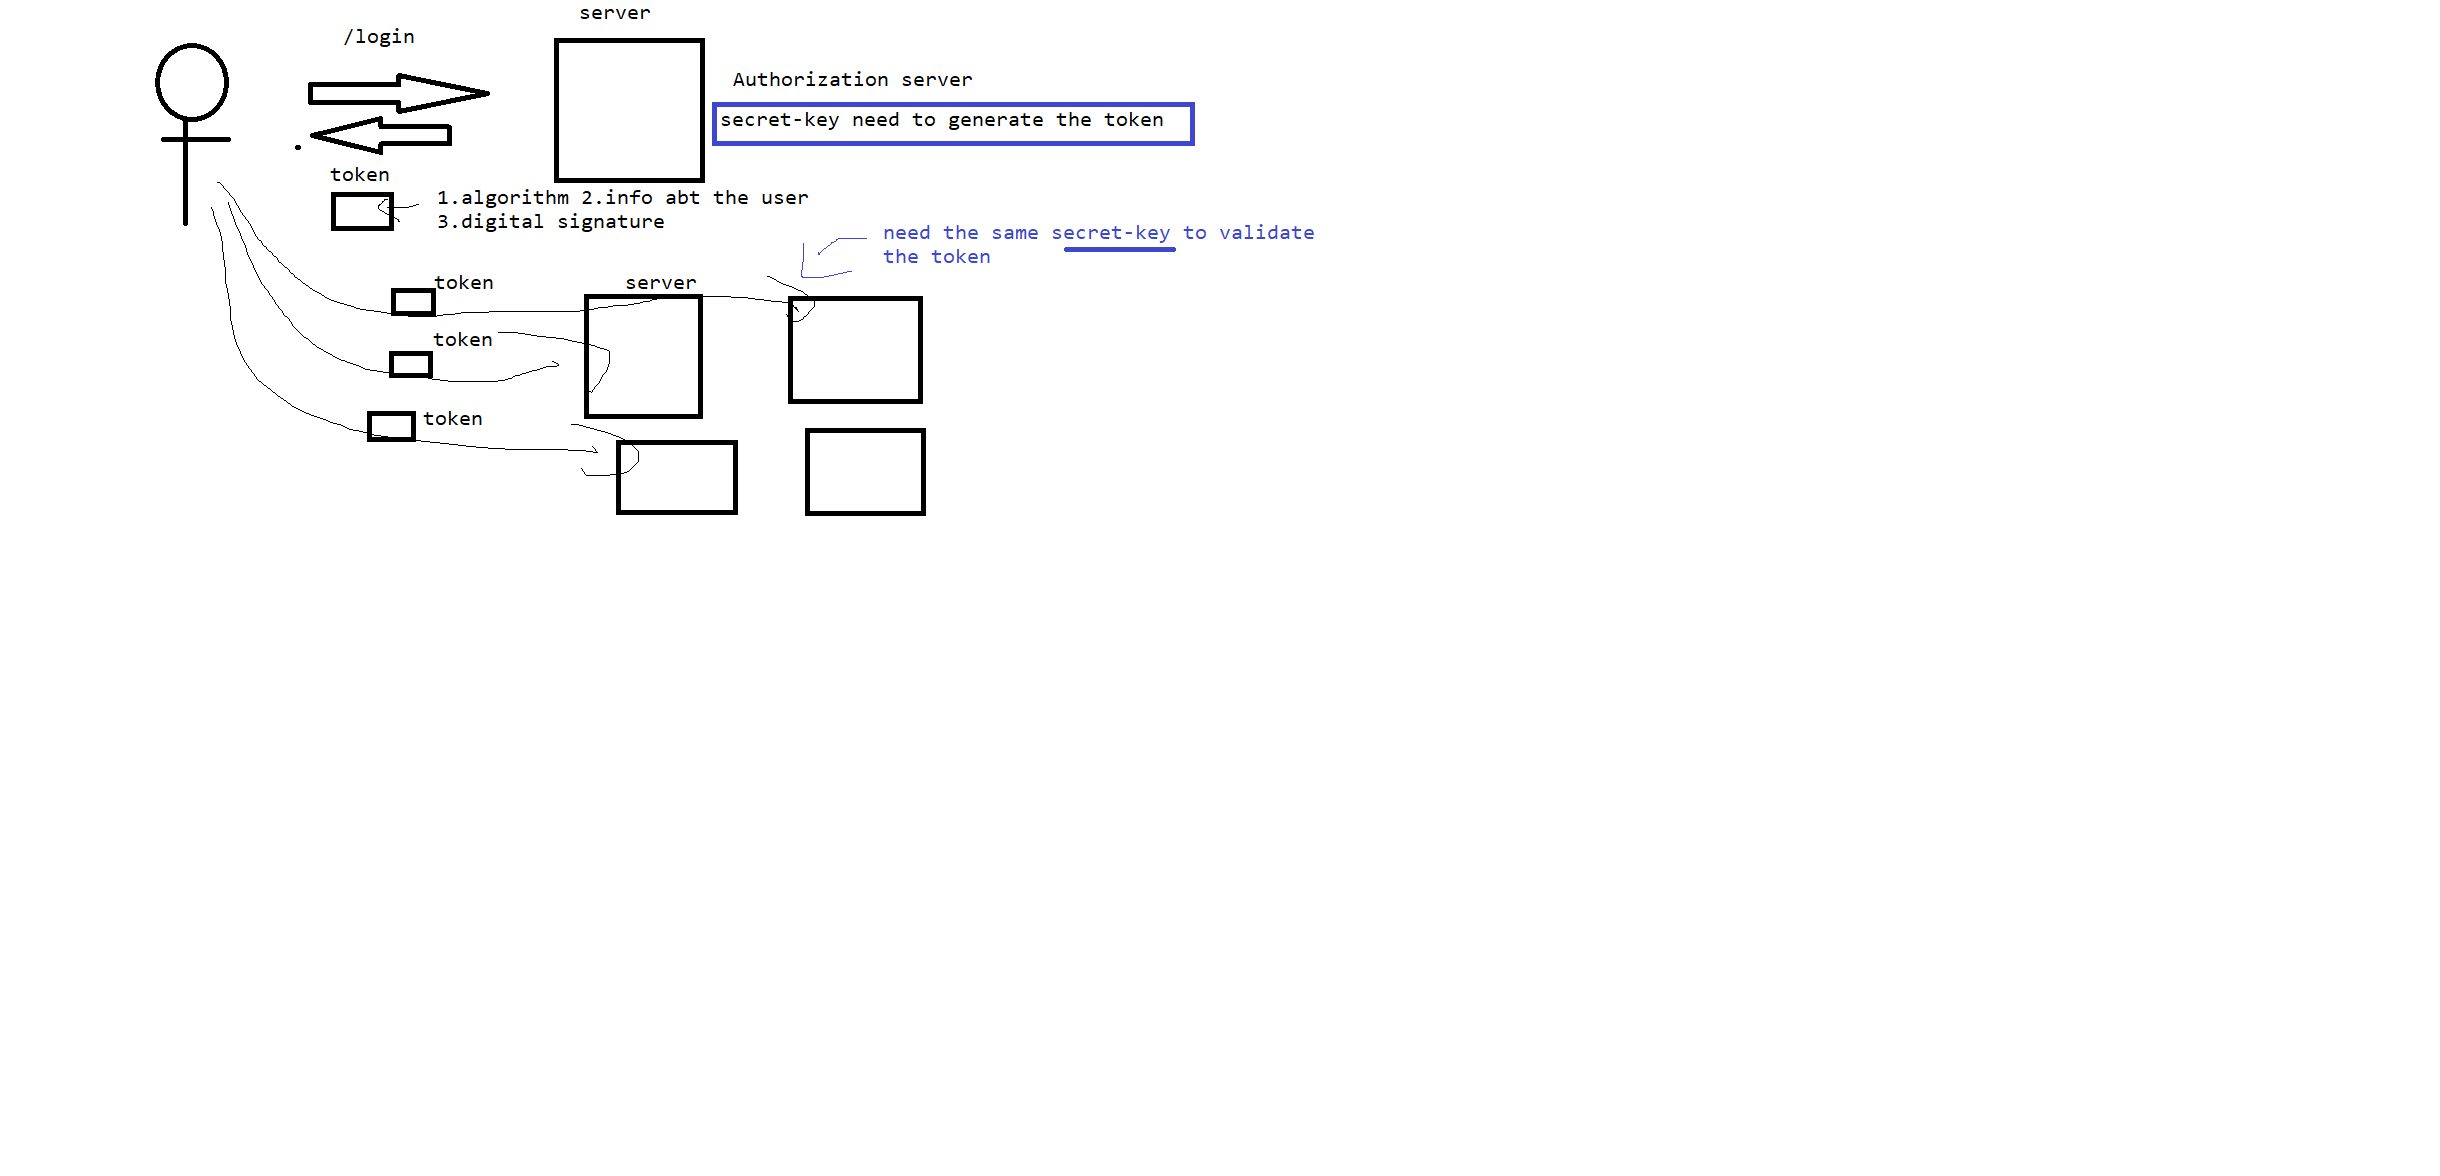 server
/login
Authorization server
secret-key need to generate the token
token
1.algorithm 2.info abt the user
3.digital signature
need the same secret-key to validate
the token
token
server
token
token